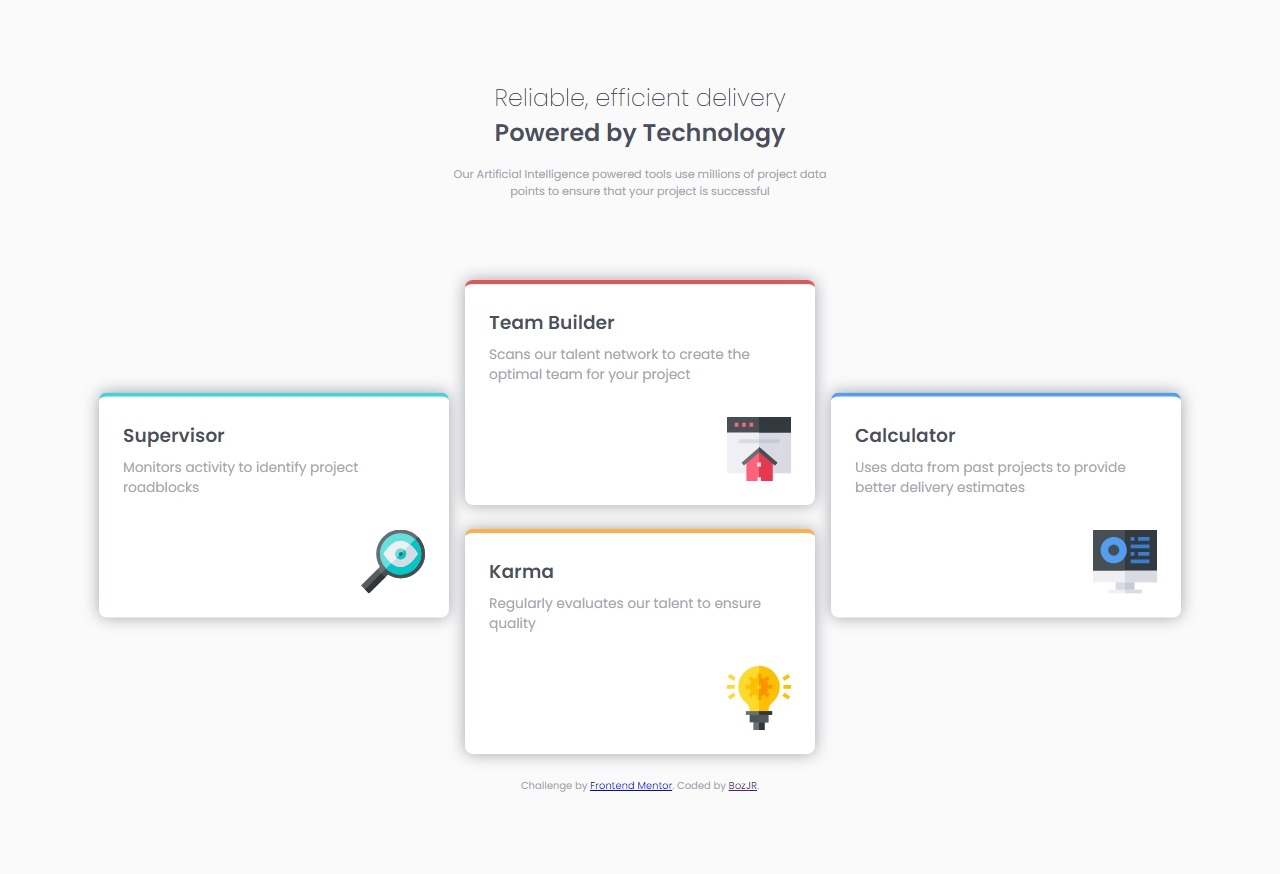 Reliable, efficient delivery
Powered by Technology
Our Artificial Intelligence powered tools use millions of project data
points to ensure that your project is successful
Supervisor
Monitors activity to identify project
roadblocks
Team Builder
Scans our talent network to create the
optimal team for your project
Karma
Regularly evaluates our talent to ensure
quality
Calculator
Uses data from past projects to provide
better delivery estimates
Challenge by Frontend Mentor. Coded by BozJR.